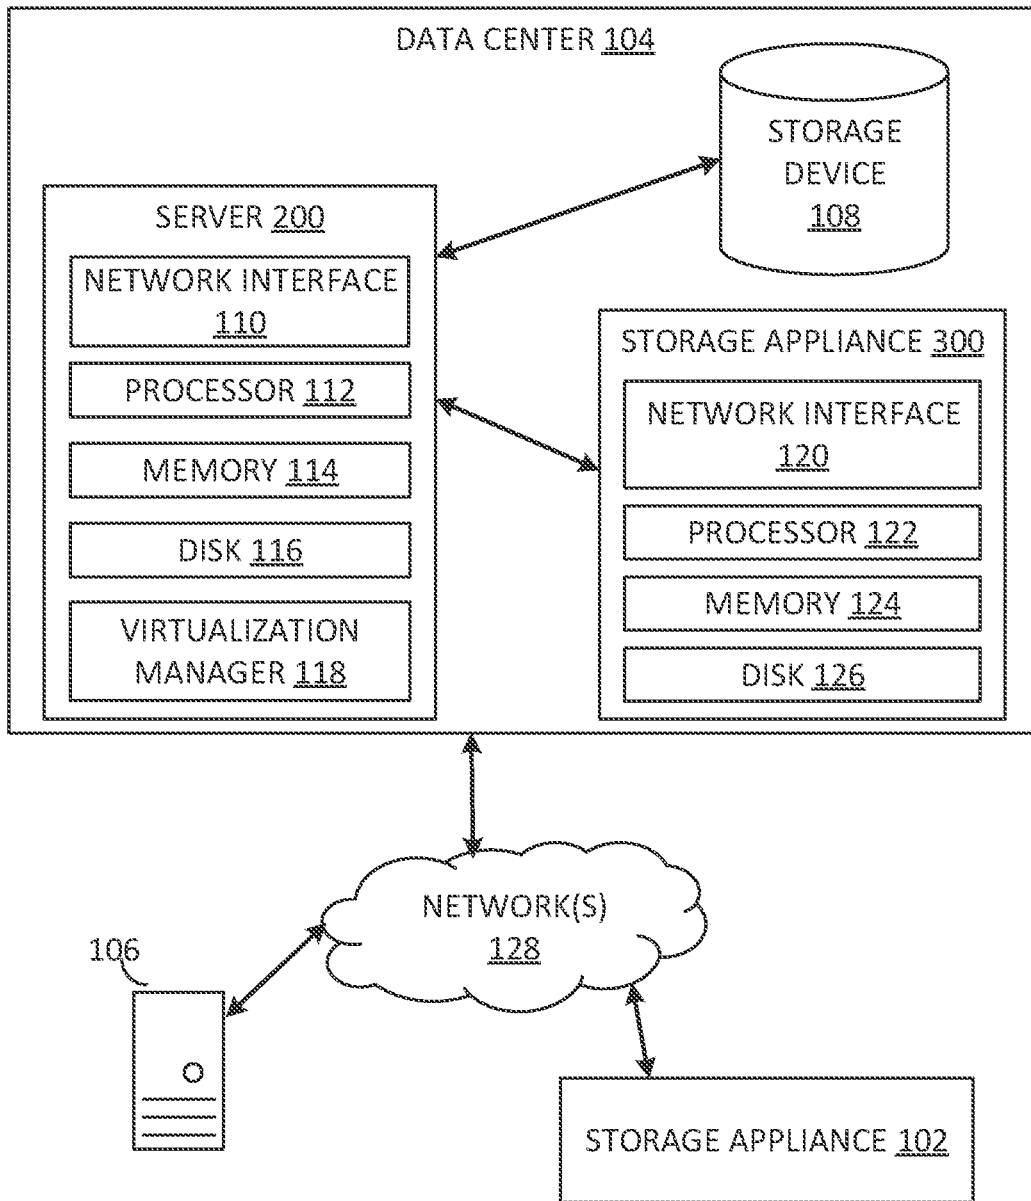 DATA CENTER 104
STORAGE
DEVICE
108
SERVER 200
NETWORK INTERFACE
110
PROCESSOR 112
MEMORY 114
DISK 116
VIRTUALIZATION
MANAGER 118
STORAGE APPLIANCE 300
NETWORK INTERFACE
120
PROCESSOR 122
MEMORY 124
DISK 126
NETWORK(S)
128
106
STORAGE APPLIANCE 102